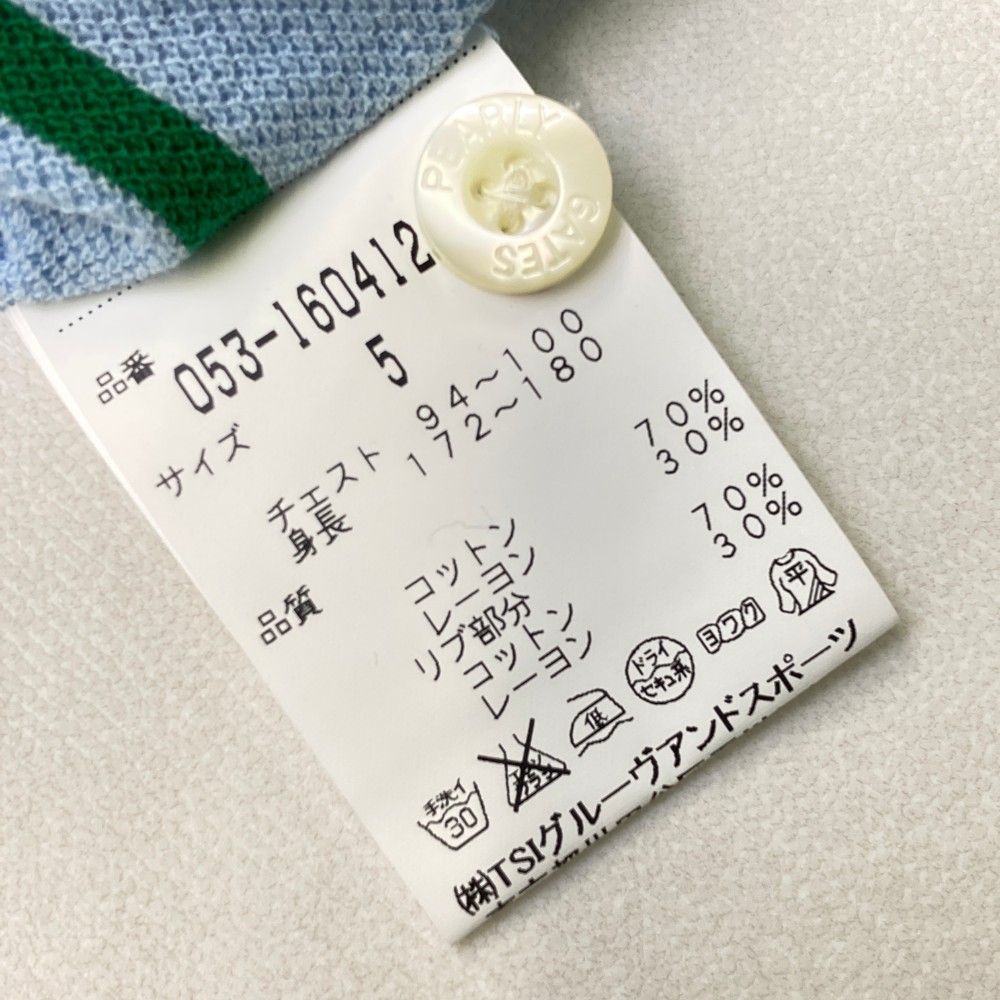 PEARLY
GATES
品番 053-160412
サイズ 5
チェスト 94～100
身長 172～180
品質 コットン 70%
レーヨン 30%
リブ部分
コットン 70%
レーヨン 30%
手洗イ
30
低
ドライ
セキユ系
ヨワク
平
㈱TSIグルーヴアンドスポーツ